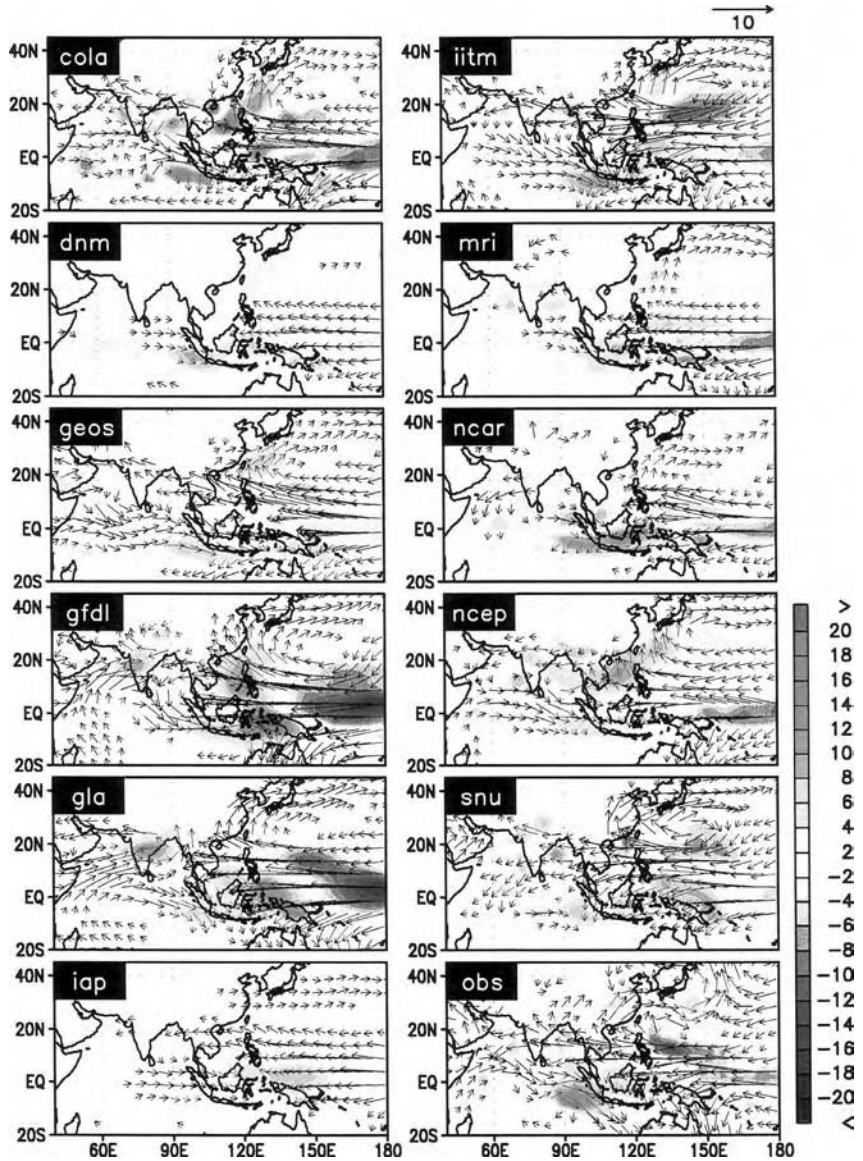 10
40N
20N
EQ
20S
cola
iitm
40N
20N
EQ
20S
40N
20N
EQ
20S
dnm
mri
40N
20N
EQ
20S
40N
20N
EQ
20S
geos
ncar
40N
20N
EQ
20S
40N
20N
EQ
20S
gfdl
ncep
40N
20N
EQ
20S
40N
20N
EQ
20S
gla
snu
40N
20N
EQ
20S
40N
20N
EQ
20S
iap
obs
40N
20N
EQ
20S
60E
90E
120E
150E
180
60E
90E
120E
150E
180
>
20
18
16
14
12
10
8
6
4
2
-2
-4
-6
-8
-10
-12
-14
-16
-18
-20
<